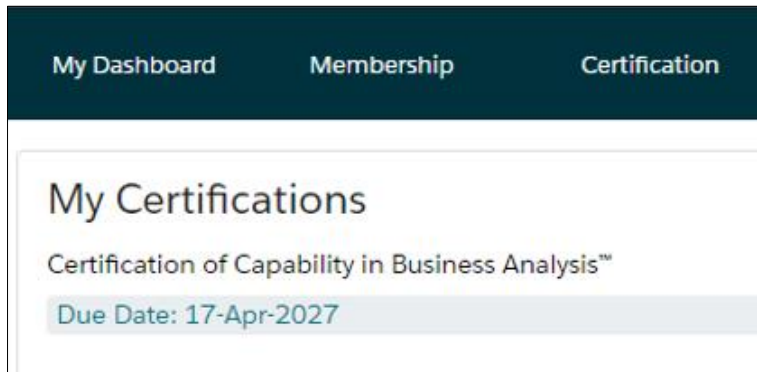 My Dashboard Membership Certification
My Certifications
Certification of Capability in Business Analysis™
Due Date: 17-Apr-2027